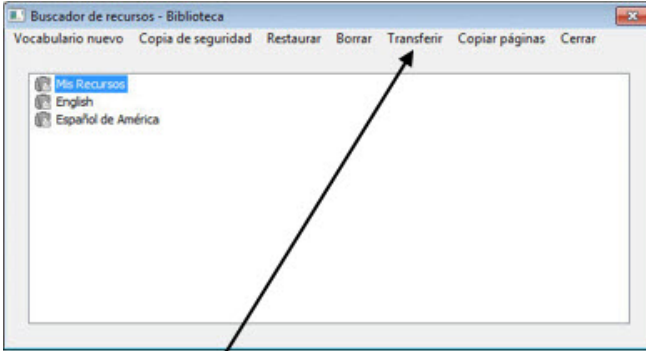 Buscador de recursos - Biblioteca
Vocabulario nuevo Copia de seguridad Restaurar Borrar Transferir Copiar páginas Cerrar
Mis Recursos
English
Español de América